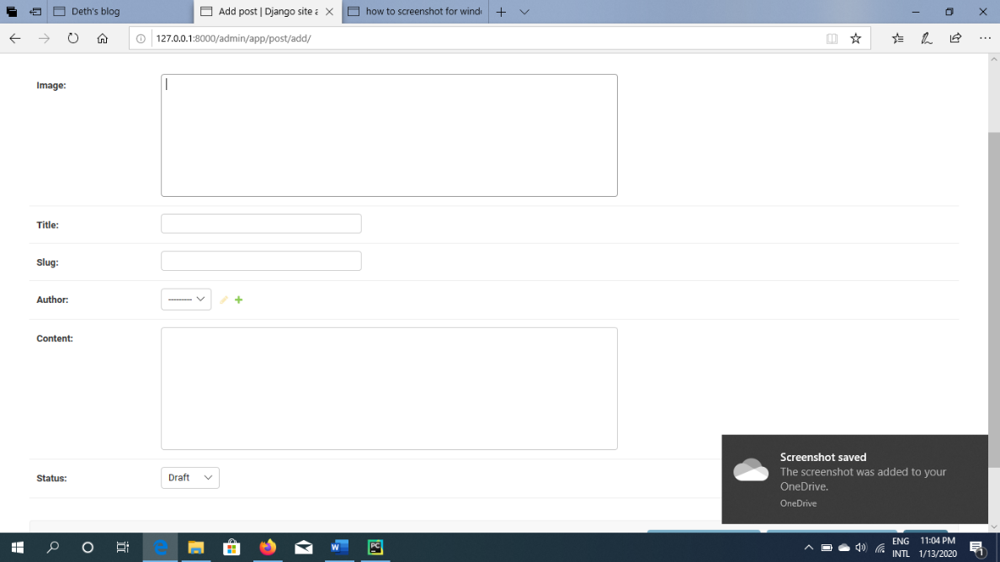 Deth's blog
Add post | Django site a
how to screenshot for wind
127.0.0.1:8000/admin/app/post/add/
Image:
Title:
Slug:
Author:
---------
Content:
Status:
Draft
Screenshot saved
The screenshot was added to your
OneDrive.
OneDrive
ENG
INTL
11:04 PM
1/13/2020
1
W
PC